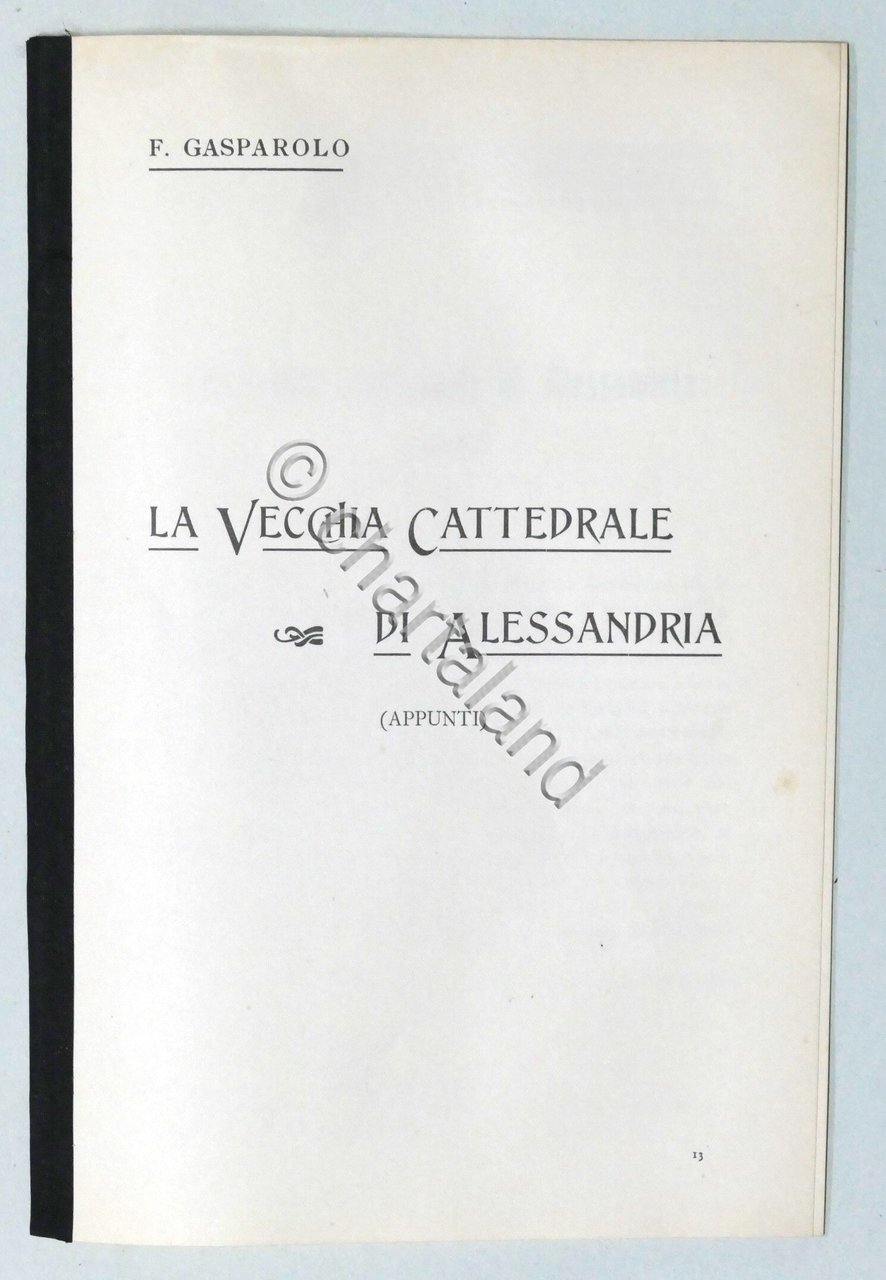 F. GASPAROLO
LA VECCHIA CATTEDRALE
DI ALESSANDRIA
(APPUNTI)
© chartaland
13